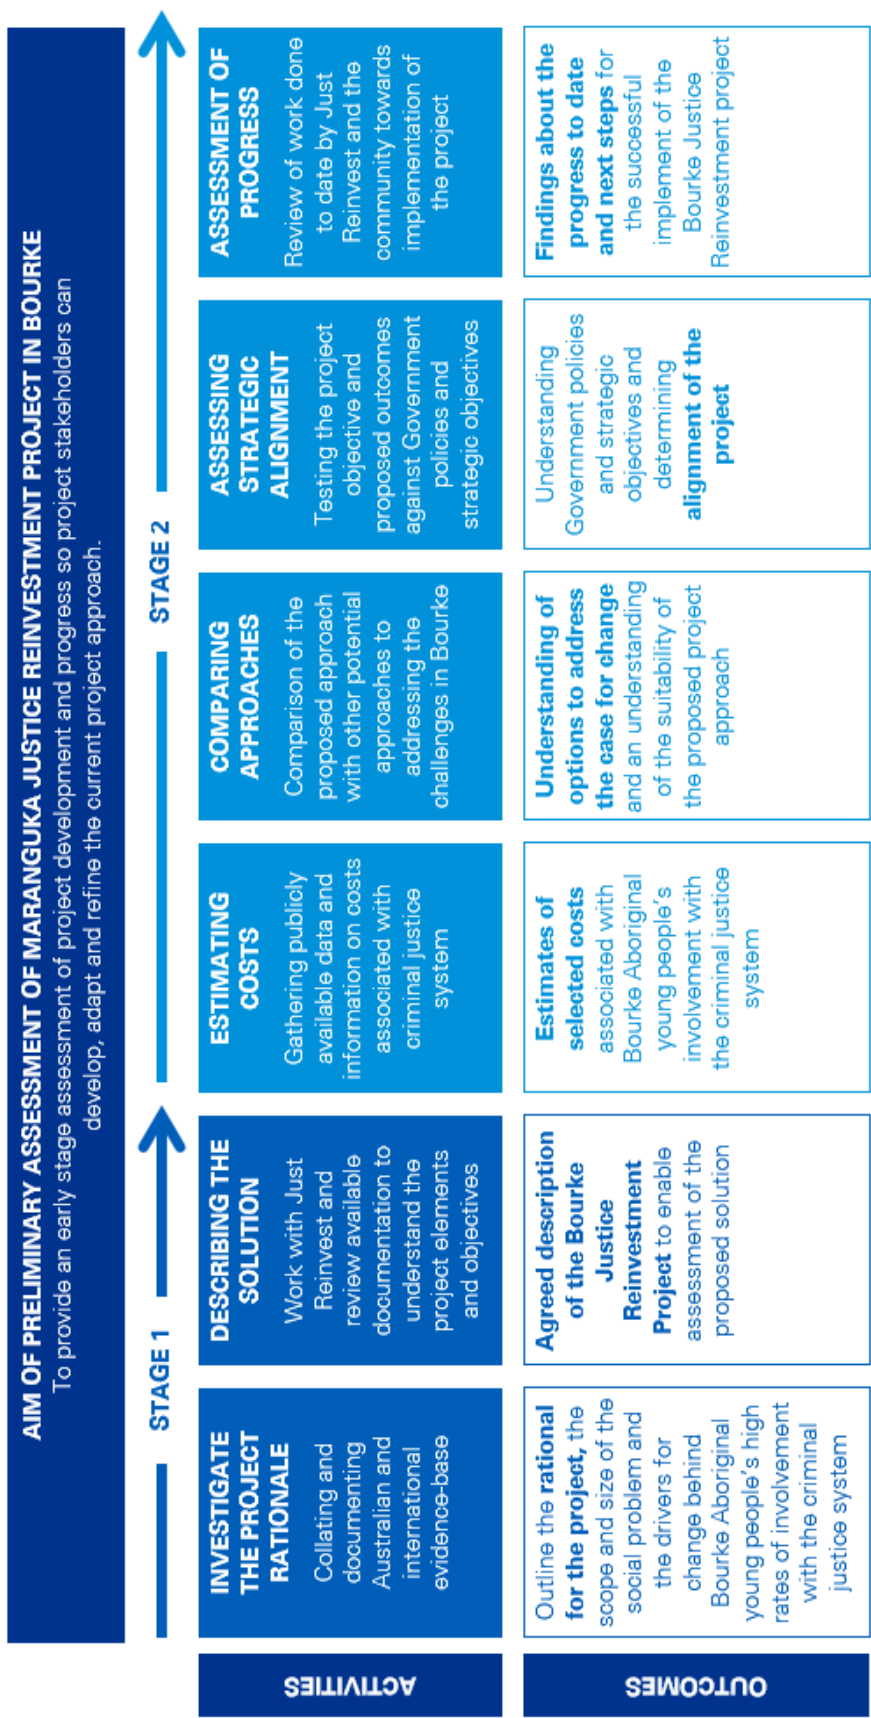 AIM OF PRELIMINARY ASSESSMENT OF MARANGUKA JUSTICE REINVESTMENT PROJECT IN BOURKE
To provide an early stage assessment of project development and progress so project stakeholders can
develop, adapt and refine the current project approach.
STAGE 1
STAGE 2
ACTIVITIES
INVESTIGATE
THE PROJECT
RATIONALE
Collating and
documenting
Australian and
international
evidence-base
DESCRIBING THE
SOLUTION
Work with Just
Reinvest and
review available
documentation to
understand the
project elements
and objectives
ESTIMATING
COSTS
Gathering publicly
available data and
information on costs
associated with
criminal justice
system
COMPARING
APPROACHES
Comparison of the
proposed approach
with other potential
approaches to
addressing the
challenges in Bourke
ASSESSING
STRATEGIC
ALIGNMENT
Testing the project
objective and
proposed outcomes
against Government
policies and
strategic objectives
ASSESSMENT OF
PROGRESS
Review of work done
to date by Just
Reinvest and the
community towards
implementation of
the project
OUTCOMES
Outline the rational
for the project, the
scope and size of the
social problem and
the drivers for
change behind
Bourke Aboriginal
young people's high
rates of involvement
with the criminal
justice system
Agreed description
of the Bourke
Justice
Reinvestment
Project to enable
assessment of the
proposed solution
Estimates of
selected costs
associated with
Bourke Aboriginal
young people's
involvement with
the criminal justice
system
Understanding of
options to address
the case for change
and an understanding
of the suitability of
the proposed project
approach
Understanding
Government policies
and strategic
objectives and
determining
alignment of the
project
Findings about the
progress to date
and next steps for
the successful
implement of the
Bourke Justice
Reinvestment project